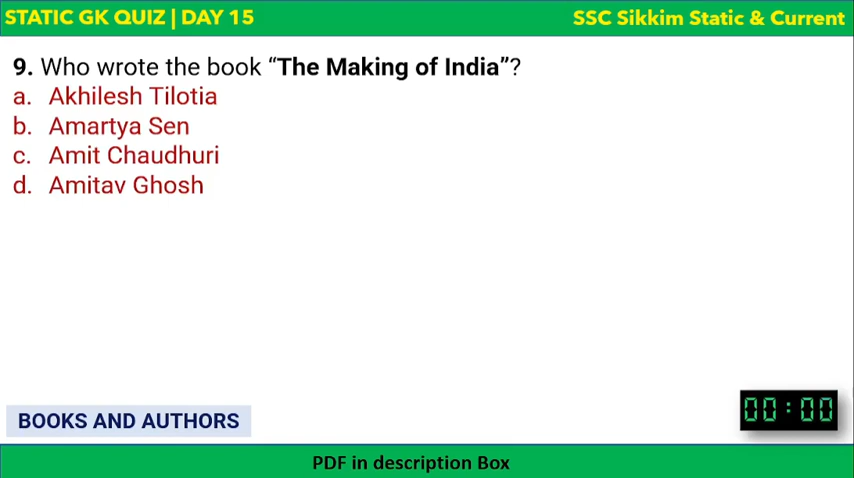 STATIC GK QUIZ | DAY 15
SSC Sikkim Static & Current
9. Who wrote the book “The Making of India”?
a. Akhilesh Tilotia
b. Amartya Sen
c. Amit Chaudhuri
d. Amitav Ghosh
BOOKS AND AUTHORS
00:00
PDF in description Box